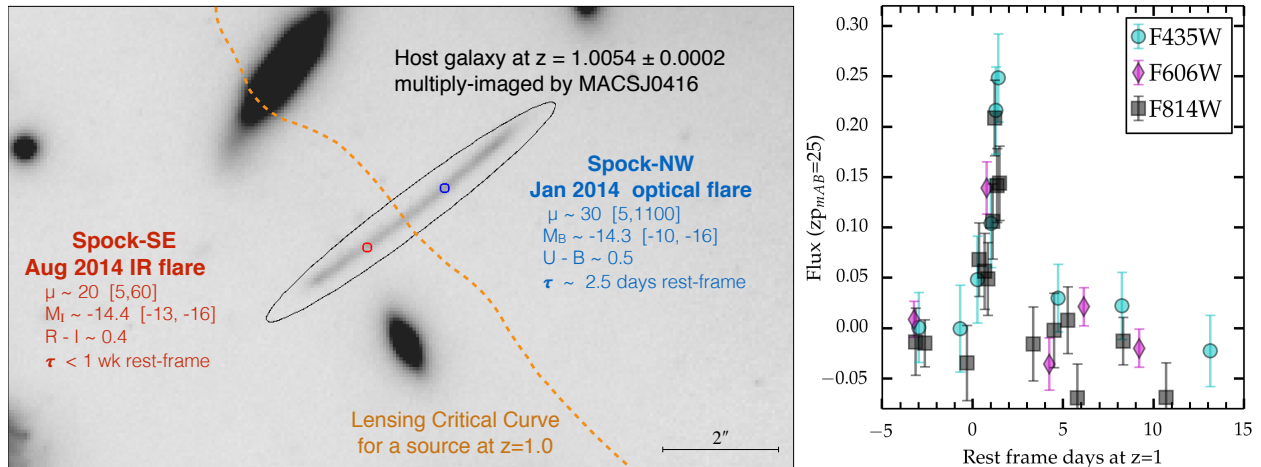 Host galaxy at z = 1.0054 ± 0.0002
multiply-imaged by MACSJ0416
Spock-NW
Jan 2014 optical flare
μ ~ 30 [5,1100]
M_B ~ -14.3 [-10, -16]
U - B ~ 0.5
τ ~ 2.5 days rest-frame
Spock-SE
Aug 2014 IR flare
μ ~ 20 [5,60]
M_I ~ -14.4 [-13, -16]
R - I ~ 0.4
τ < 1 wk rest-frame
Lensing Critical Curve
for a source at z=1.0
2″
F435W
F606W
F814W
Flux (zp_mAB=25)
0.30
0.25
0.20
0.15
0.10
0.05
0.00
−0.05
−5 0 5 10 15
Rest frame days at z=1